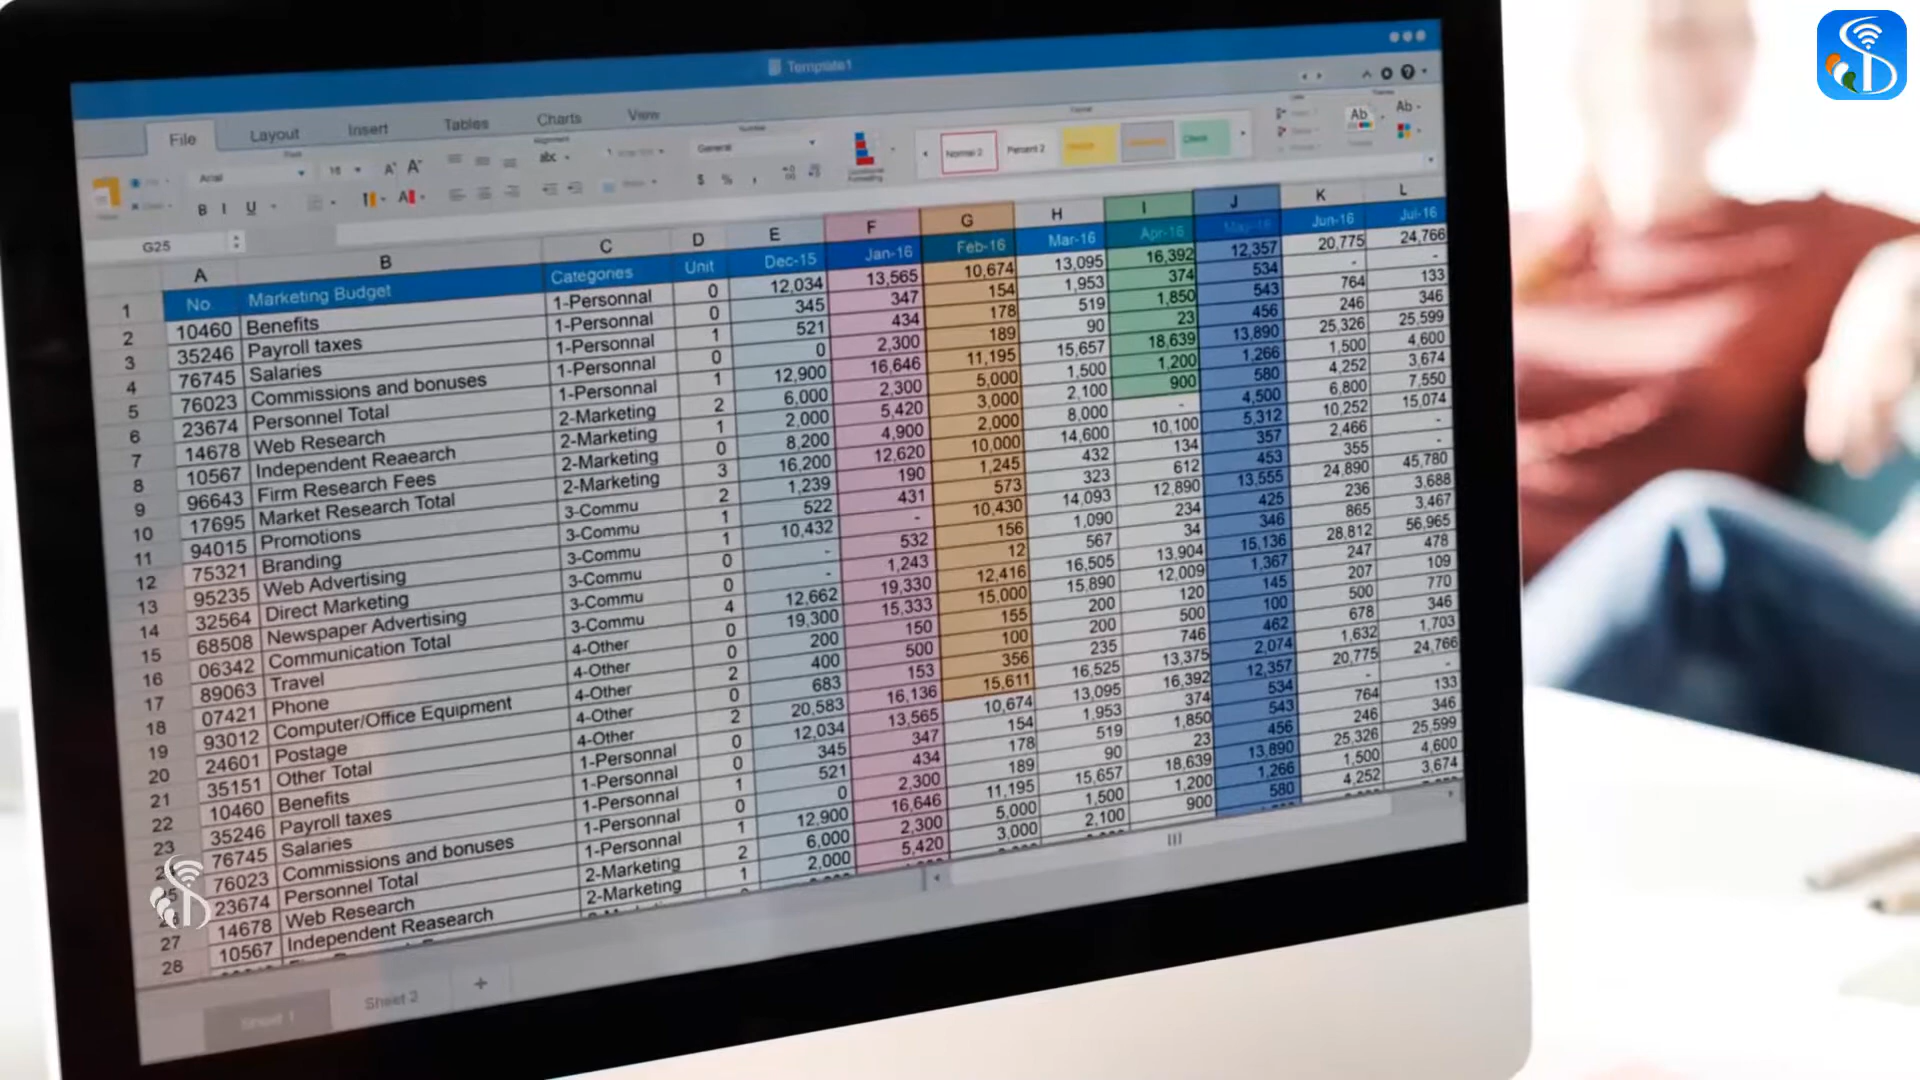 Template1
File Layout Insert Tables Charts View
Arial 16 abc General Normal 2 Percent 2 Ab Ab
B I U $ %
G25
A B C D E F G H I J K L
1 No. Marketing Budget Categories Unit Dec-15 Jan-16 Feb-16 Mar-16 Apr-16 May-16 Jun-16 Jul-16
2 10460 Benefits 1-Personnal 0 12,034 13,565 10,674 13,095 16,392 12,357 20,775 24,766
3 35246 Payroll taxes 1-Personnal 0 345 347 154 1,953 374 534 - -
4 76745 Salaries 1-Personnal 1 521 434 178 519 1,850 543 764 133
5 76023 Commissions and bonuses 1-Personnal 0 0 2,300 189 90 23 456 246 346
6 23674 Personnel Total 1-Personnal 1 12,900 16,646 11,195 15,657 18,639 13,890 25,326 25,599
7 14678 Web Research 2-Marketing 2 6,000 2,300 5,000 1,500 1,200 1,266 1,500 4,600
8 10567 Independent Reaearch 2-Marketing 1 2,000 5,420 3,000 2,100 900 580 4,252 3,674
9 96643 Firm Research Fees 2-Marketing 0 8,200 4,900 2,000 8,000 - 4,500 6,800 7,550
10 17695 Market Research Total 2-Marketing 3 16,200 12,620 10,000 14,600 10,100 5,312 10,252 15,074
11 94015 Promotions 3-Commu 2 1,239 190 1,245 432 134 357 2,466 -
12 75321 Branding 3-Commu 1 522 431 573 323 612 453 355 -
13 95235 Web Advertising 3-Commu 1 10,432 - 10,430 14,093 12,890 13,555 24,890 45,780
14 32564 Direct Marketing 3-Commu 0 - 532 156 1,090 234 425 236 3,688
15 68508 Newspaper Advertising 3-Commu 0 - 1,243 12 567 34 346 865 3,467
16 06342 Communication Total 3-Commu 4 12,662 19,330 12,416 16,505 13,904 15,136 28,812 56,965
17 89063 Travel 4-Other 0 19,300 15,333 15,000 15,890 12,009 1,367 247 478
18 07421 Phone 4-Other 0 200 150 155 200 120 145 207 109
19 93012 Computer/Office Equipment 4-Other 2 400 500 100 200 500 100 500 770
20 24601 Postage 4-Other 0 683 153 356 235 746 462 678 346
21 35151 Other Total 4-Other 2 20,583 16,136 15,611 16,525 13,375 2,074 1,632 1,703
22 10460 Benefits 1-Personnal 0 12,034 13,565 10,674 13,095 16,392 12,357 20,775 24,766
23 35246 Payroll taxes 1-Personnal 0 345 347 154 1,953 374 534 - -
76745 Salaries 1-Personnal 1 521 434 178 519 1,850 543 764 133
76023 Commissions and bonuses 1-Personnal 0 0 2,300 189 90 23 456 246 346
23674 Personnel Total 1-Personnal 1 12,900 16,646 11,195 15,657 18,639 13,890 25,326 25,599
27 14678 Web Research 2-Marketing 2 6,000 2,300 5,000 1,500 1,200 1,266 1,500 4,600
28 10567 Independent Reasearch 2-Marketing 1 2,000 5,420 3,000 2,100 900 580 4,252 3,674
Sheet 1 Sheet 2 +